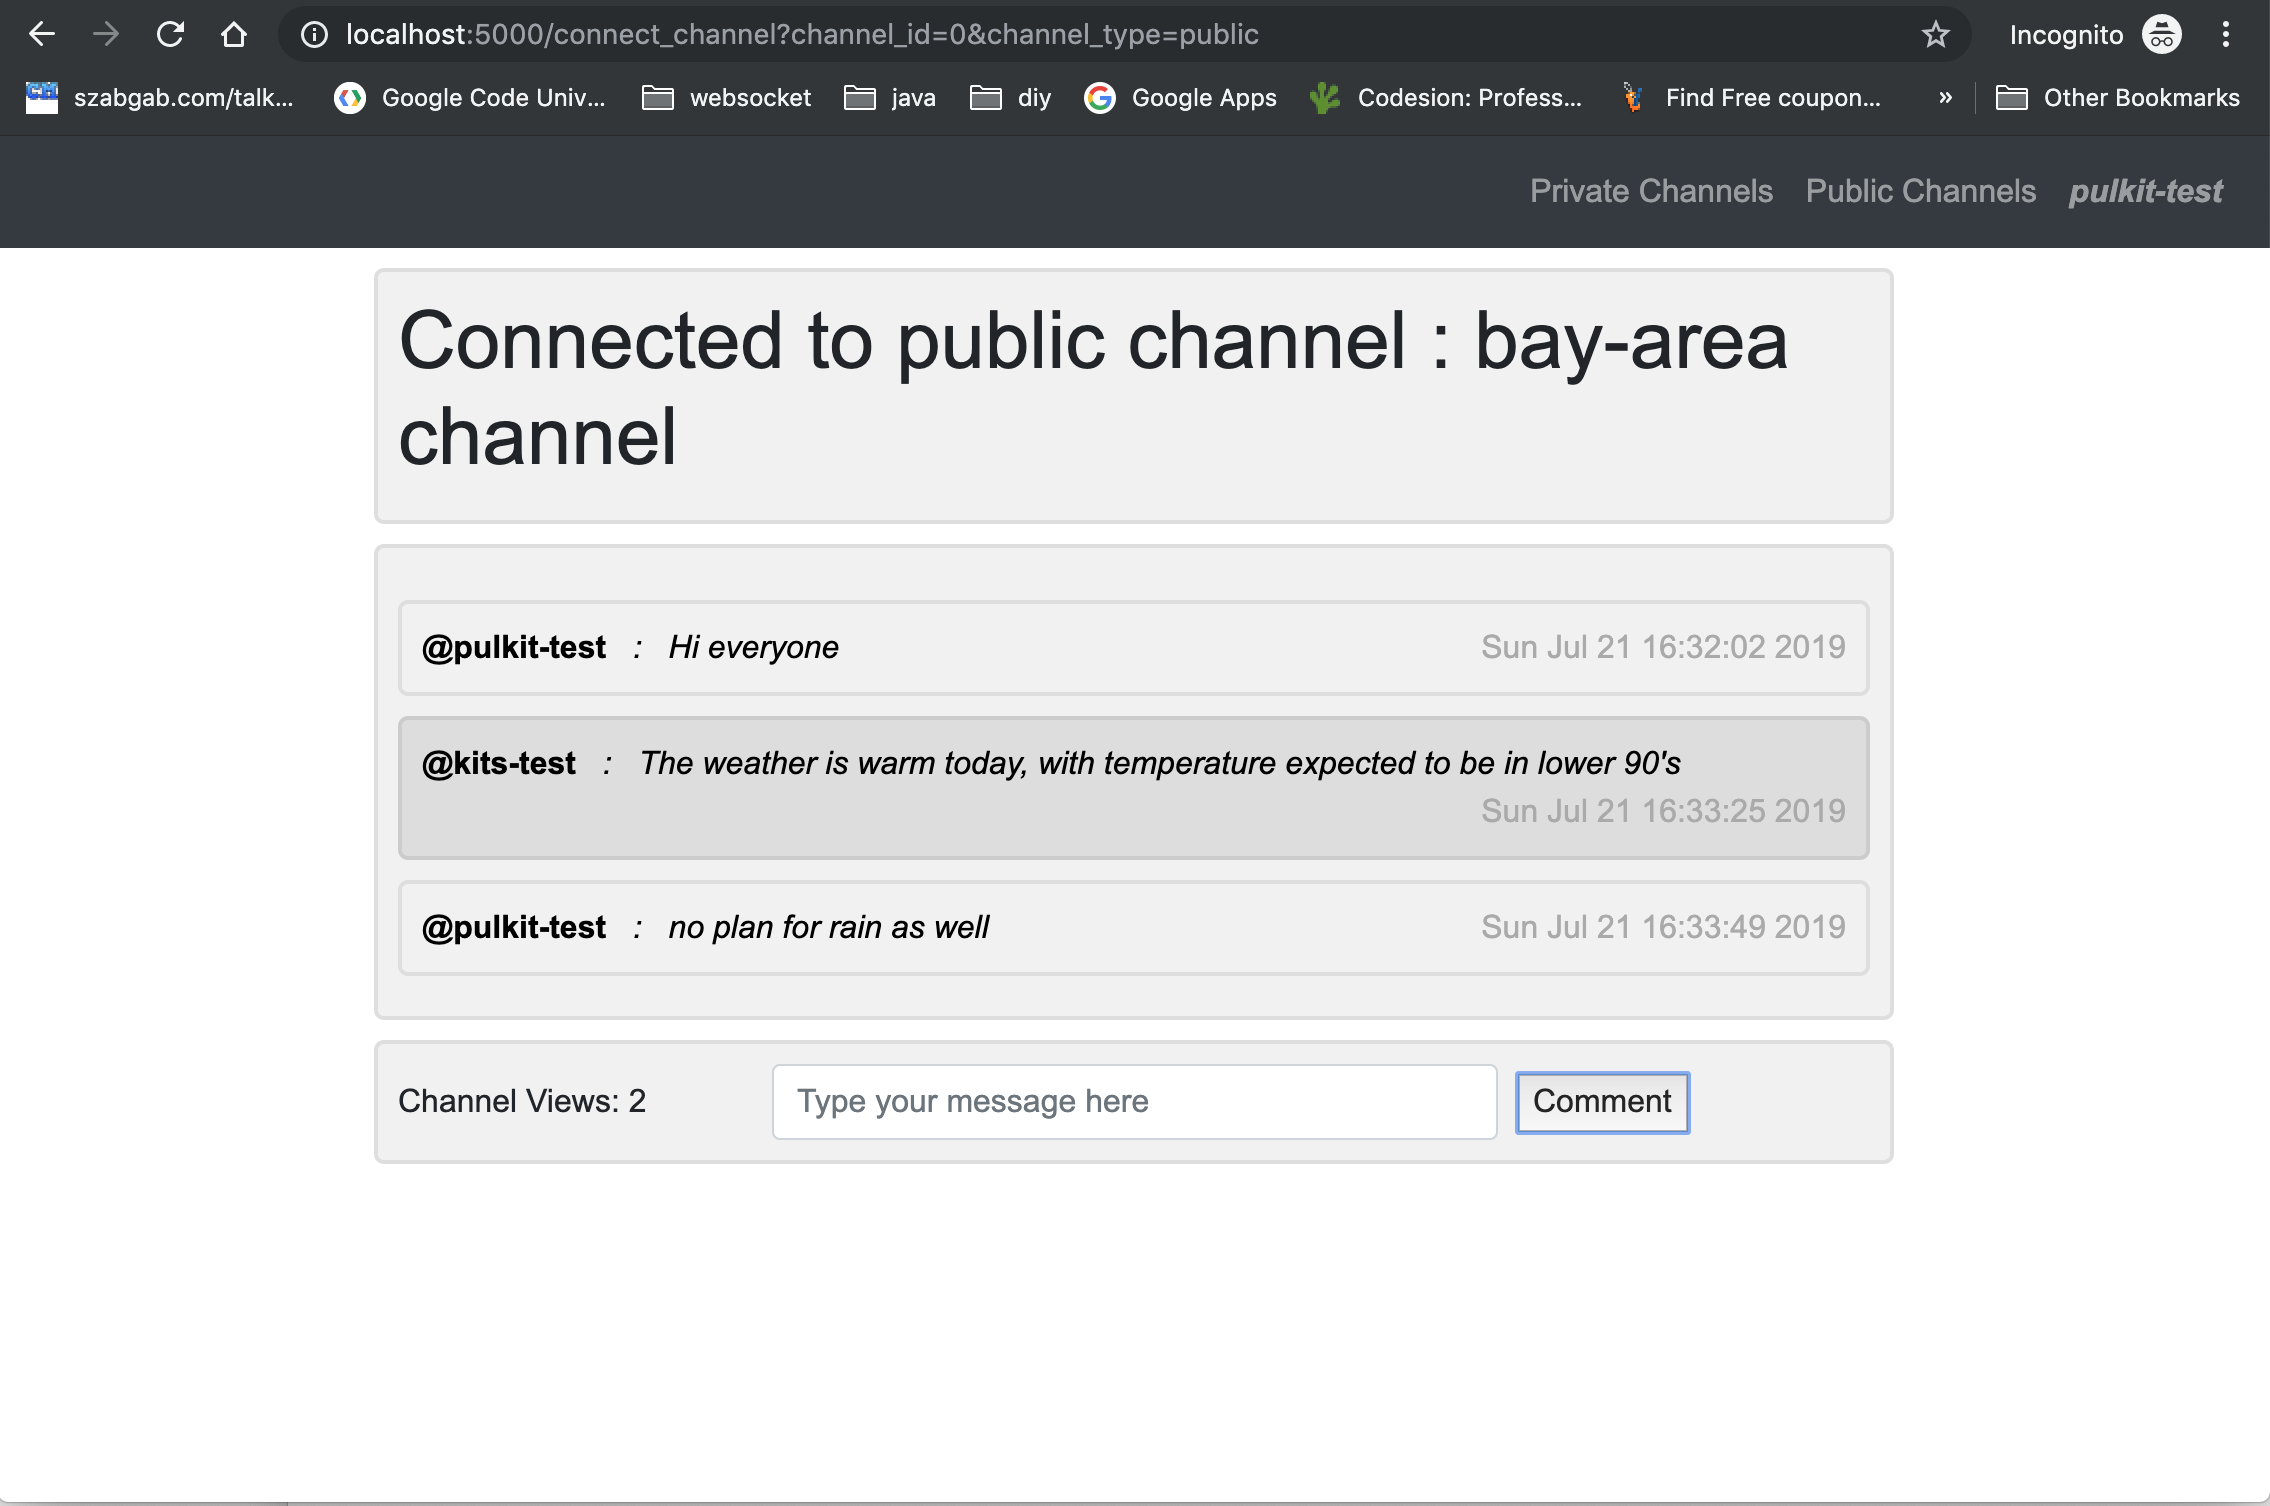 localhost:5000/connect_channel?channel_id=0&channel_type=public Incognito
szabgab.com/talk... Google Code Univ... websocket java diy Google Apps Codesion: Profess... Find Free coupon... » Other Bookmarks
Private Channels Public Channels pulkit-test
Connected to public channel : bay-area
channel
@pulkit-test : Hi everyone Sun Jul 21 16:32:02 2019
@kits-test : The weather is warm today, with temperature expected to be in lower 90's
Sun Jul 21 16:33:25 2019
@pulkit-test : no plan for rain as well Sun Jul 21 16:33:49 2019
Channel Views: 2 Type your message here Comment